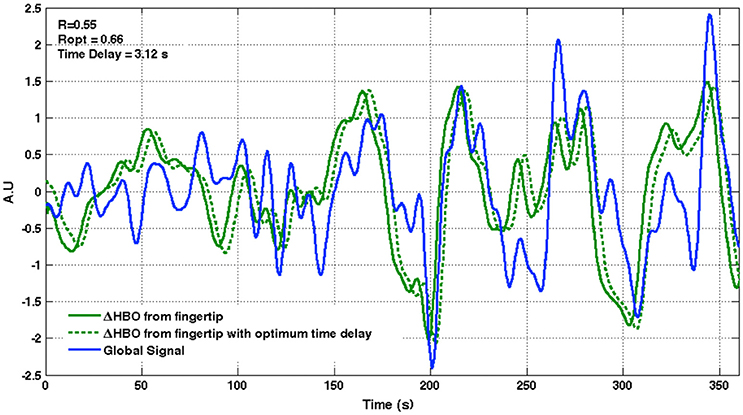 R=0.55
Ropt = 0.66
Time Delay = 3.12 s
2.5
2
1.5
1
0.5
0
-0.5
-1
-1.5
-2
-2.5
A.U
ΔHBO from fingertip
ΔHBO from fingertip with optimum time delay
Global Signal
0 50 100 150 200 250 300 350
Time (s)